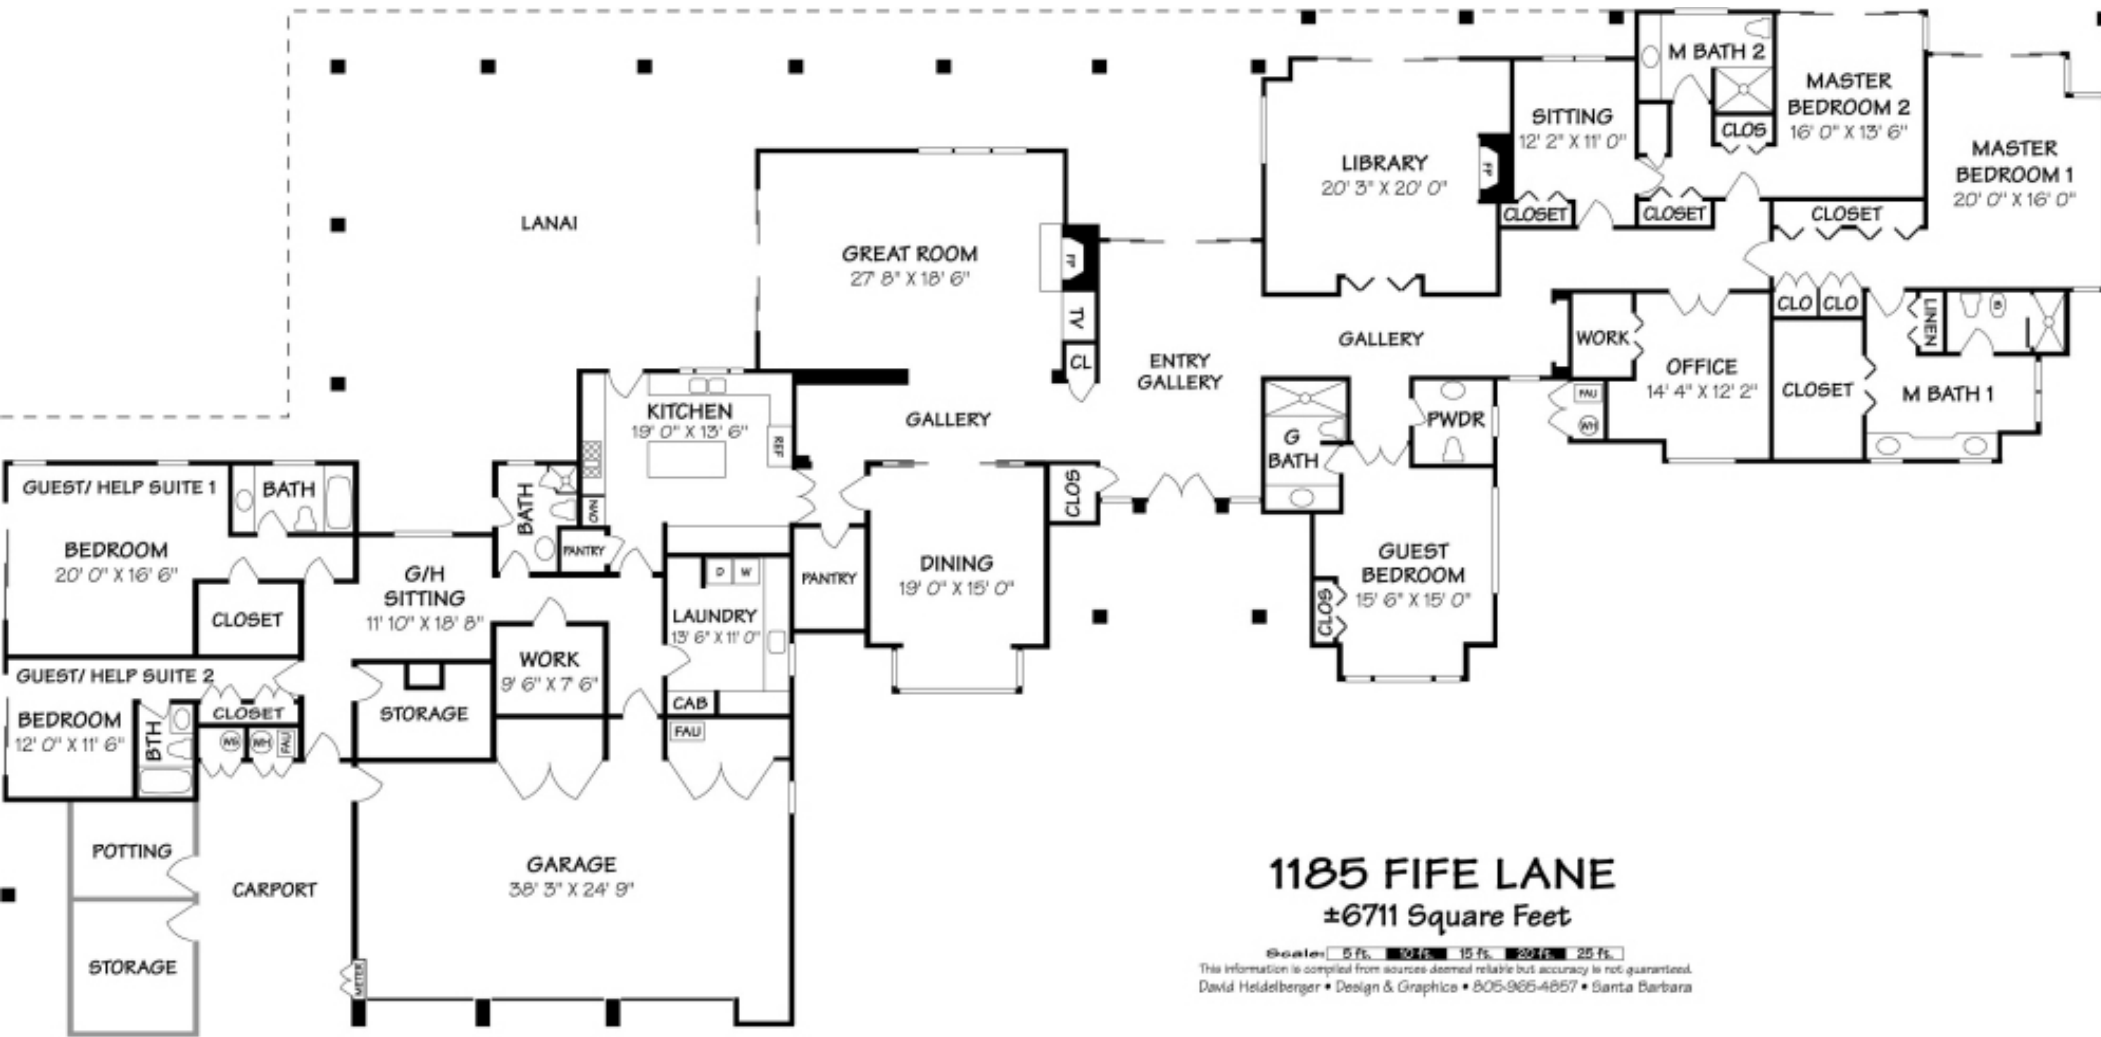 LANAI
GREAT ROOM
27' 8" X 18' 6"
FP
TV
CL
ENTRY
GALLERY
LIBRARY
20' 3" X 20' 0"
FP
SITTING
12' 2" X 11' 0"
CLOSET
M BATH 2
CLOS
CLOSET
MASTER
BEDROOM 2
16' 0" X 13' 6"
MASTER
BEDROOM 1
20' 0" X 16' 0"
CLOSET
CLO
CLO
LINEN
B
GALLERY
WORK
OFFICE
14' 4" X 12' 2"
FAU
WH
CLOSET
M BATH 1
KITCHEN
19' 0" X 13' 6"
REF
OVN
GALLERY
G
BATH
PWDR
CLOS
GUEST
BEDROOM
15' 6" X 15' 0"
CLOS
DINING
19' 0" X 15' 0"
PANTRY
GUEST/ HELP SUITE 1
BATH
BEDROOM
20' 0" X 16' 6"
CLOSET
G/H
SITTING
11' 10" X 18' 8"
BATH
PANTRY
D
W
LAUNDRY
13' 6" X 11' 0"
CAB
WORK
9' 6" X 7' 6"
STORAGE
GUEST/ HELP SUITE 2
BEDROOM
12' 0" X 11' 6"
BTH
CLOSET
WS
WH
FAU
FAU
POTTING
CARPORT
STORAGE
GARAGE
38' 3" X 24' 9"
METER
1185 FIFE LANE
±6711 Square Feet
Scale: 5 ft. 10 ft. 15 ft. 20 ft. 25 ft.
This information is compiled from sources deemed reliable but accuracy is not guaranteed.
David Heidelberger • Design & Graphics • 805-965-4857 • Santa Barbara